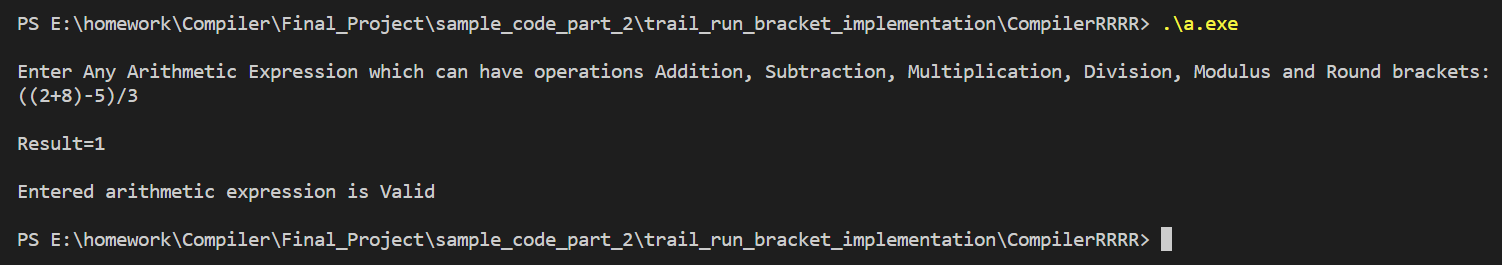 PS E:\homework\Compiler\Final_Project\sample_code_part_2\trail_run_bracket_implementation\CompilerRRRR> .\a.exe
Enter Any Arithmetic Expression which can have operations Addition, Subtraction, Multiplication, Division, Modulus and Round brackets:
((2+8)-5)/3
Result=1
Entered arithmetic expression is Valid
PS E:\homework\Compiler\Final_Project\sample_code_part_2\trail_run_bracket_implementation\CompilerRRRR>